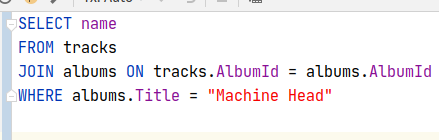 SELECT name
FROM tracks
JOIN albums ON tracks.AlbumId = albums.AlbumId
WHERE albums.Title = "Machine Head"